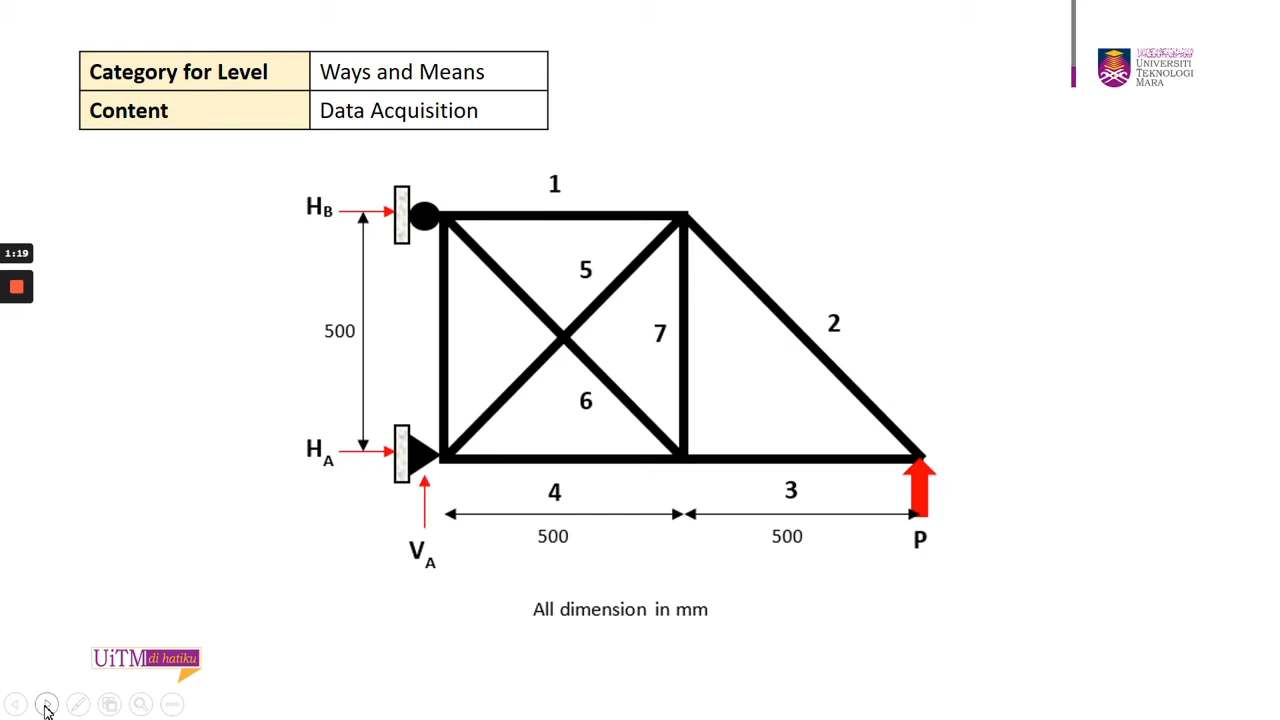 Category for Level Ways and Means
Content Data Acquisition
UNIVERSITI
TEKNOLOGI
MARA
1
HB
5
1:19
500
7
2
6
HA
4
3
500
500
VA
P
All dimension in mm
UiTM di hatiku